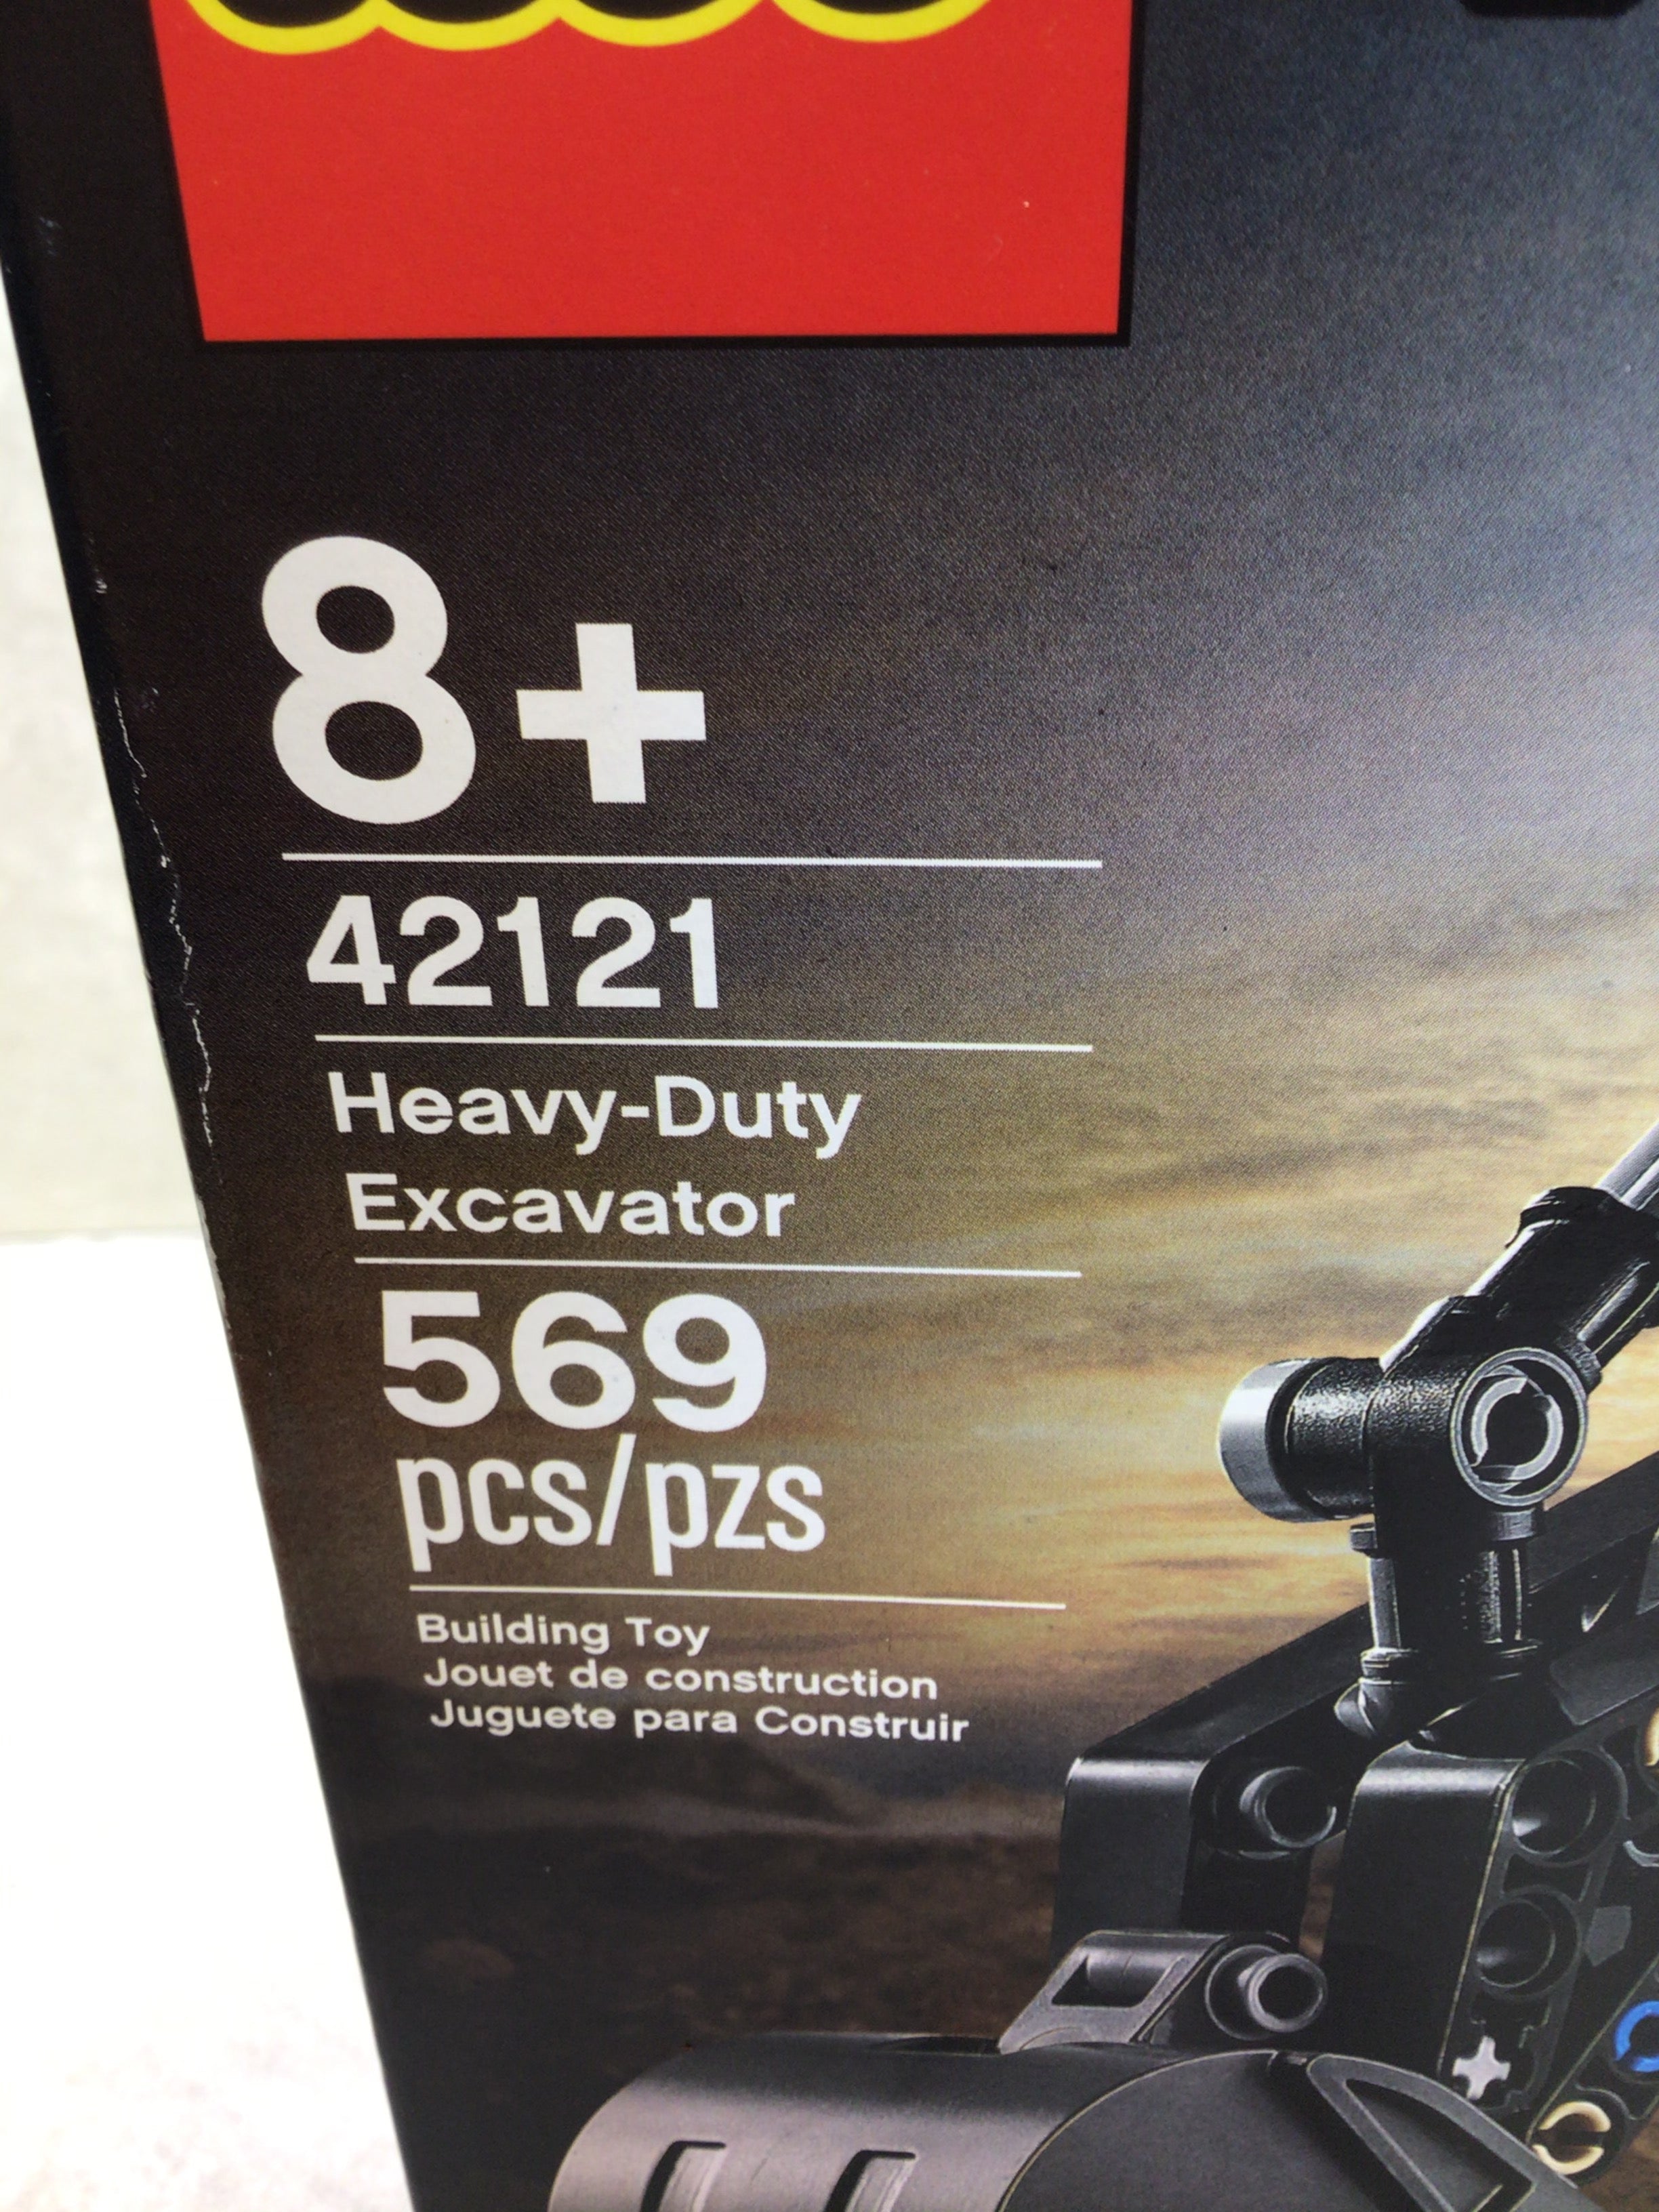 8+
42121
Heavy-Duty
Excavator
569
pcs/pzs
Building Toy
Jouet de construction
Juguete para Construir